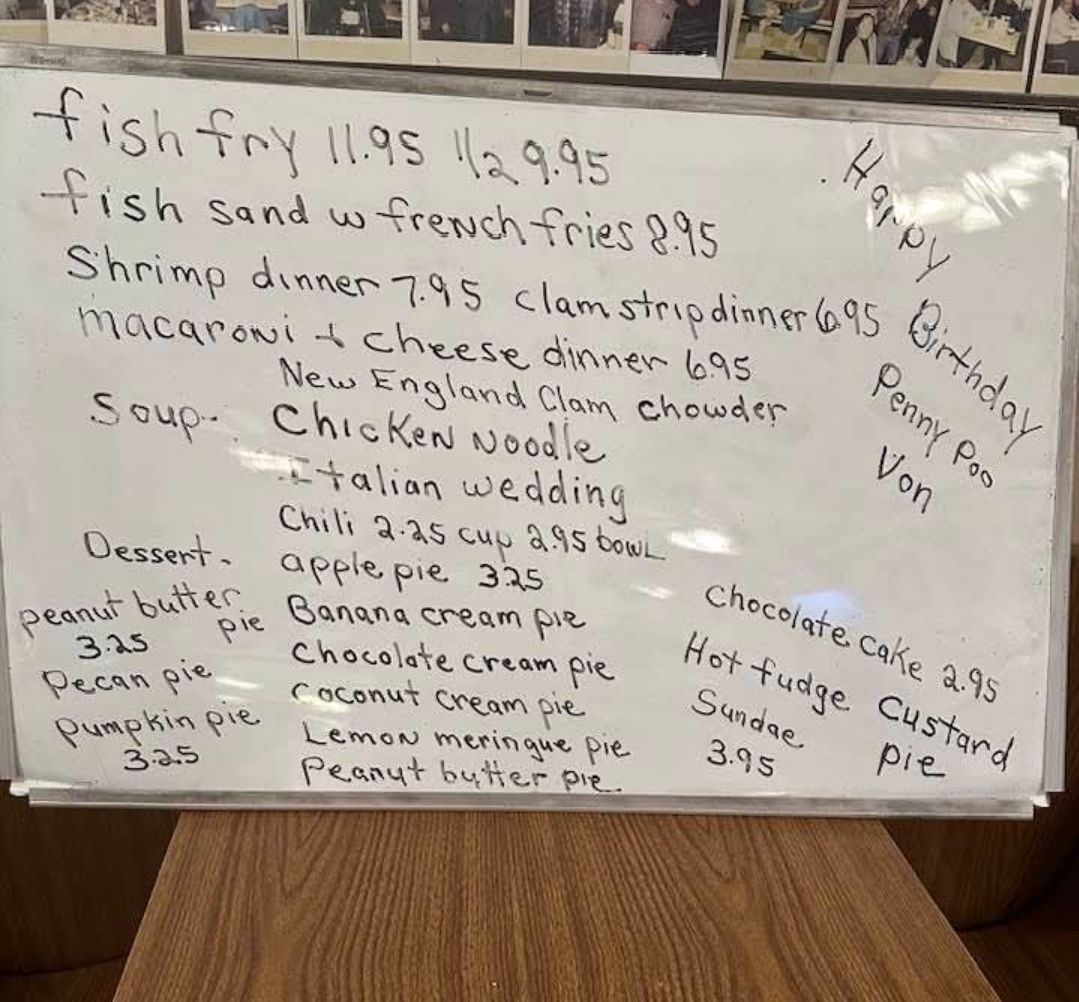 fish fry 11.95 1/2 9.95
fish sand w french fries 8.95
Shrimp dinner 7.95 clam strip dinner 6.95
macaroni + cheese dinner 6.95
New England Clam chowder
Soup - Chicken Noodle
Italian wedding
Chili 2.25 cup 2.95 bowl
Dessert - apple pie 3.25
Banana cream pie
Chocolate cream pie
Coconut cream pie
Lemon meringue pie
Peanut butter pie
peanut butter
pie
3.25
Pecan pie
Pumpkin pie
3.25
Happy
Birthday
Penny Poo
Von
Chocolate cake 2.95
Hot fudge
Sundae
3.95
Custard
pie